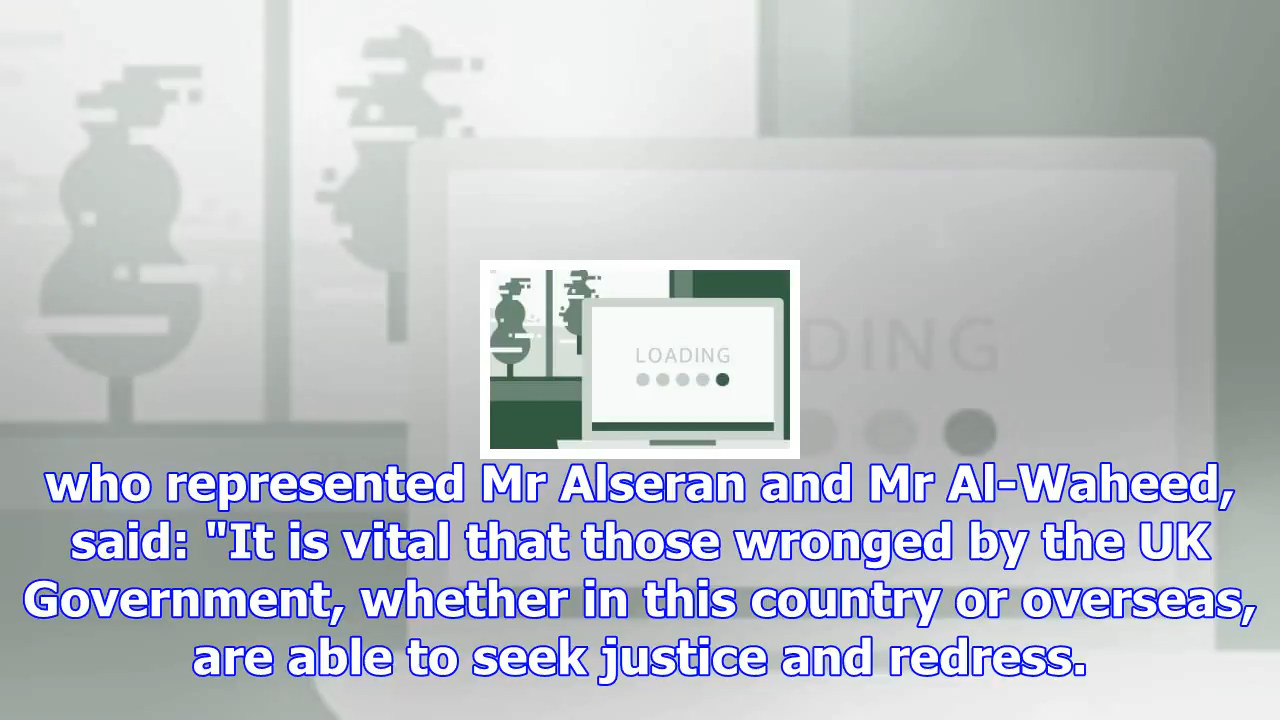 LOADING
DING
who represented Mr Alseran and Mr Al-Waheed,
said: "It is vital that those wronged by the UK
Government, whether in this country or overseas,
are able to seek justice and redress.